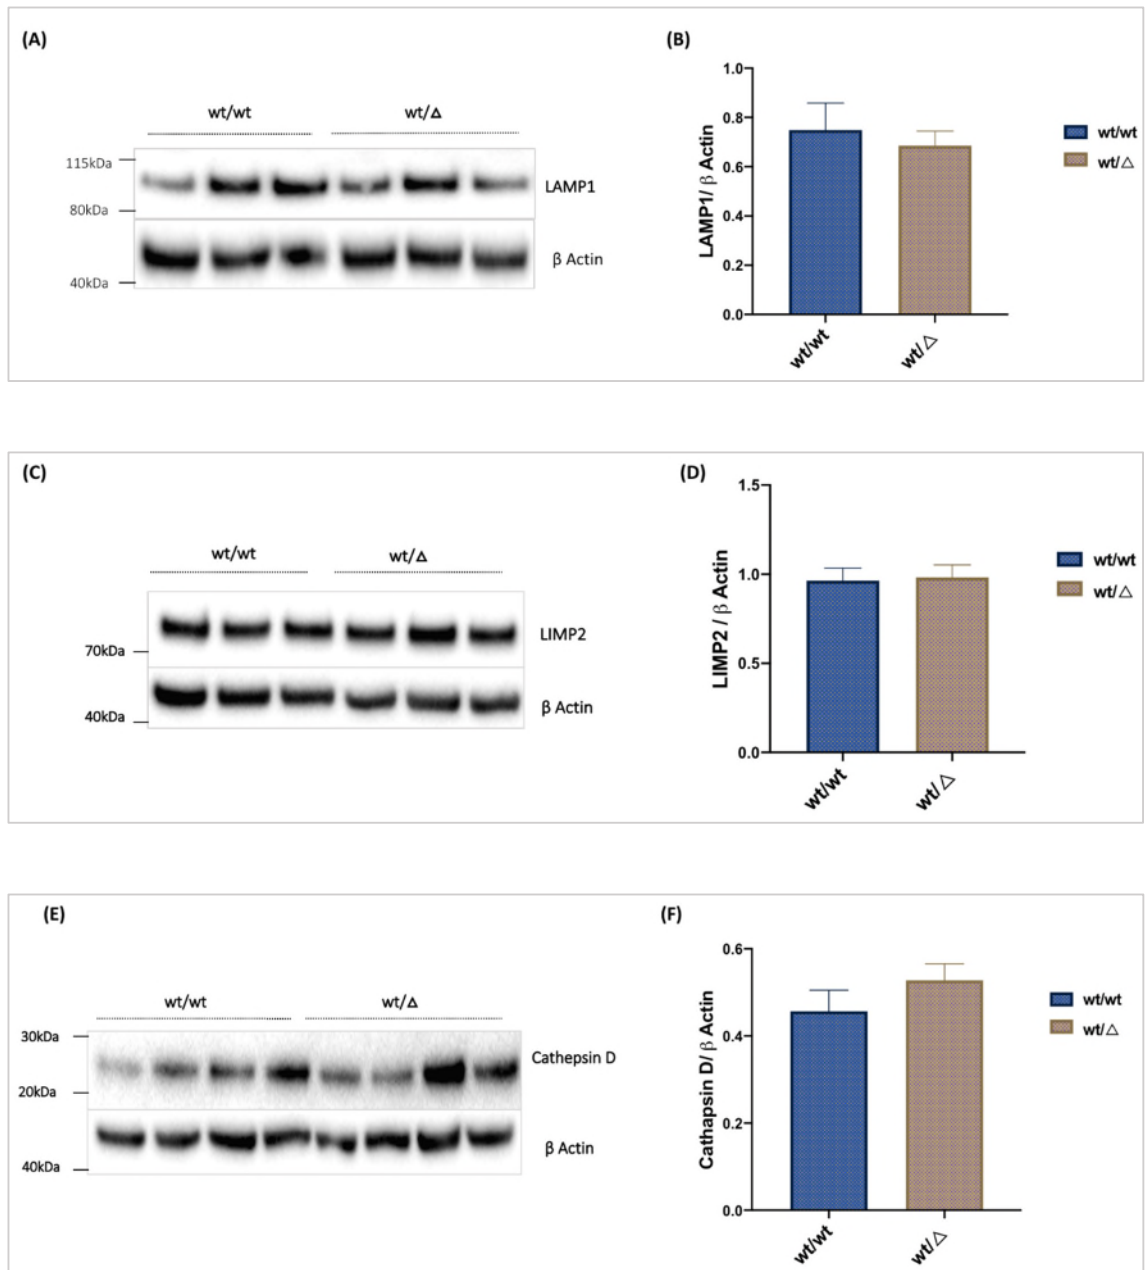 (A)
wt/wt
wt/Δ
115kDa
LAMP1
80kDa
β Actin
40kDa
(B)
1.0
0.8
0.6
0.4
0.2
0.0
LAMP1/ β Actin
wt/wt
wt/△
wt/wt
wt/△
(C)
wt/wt
wt/Δ
LIMP2
70kDa
β Actin
40kDa
(D)
1.5
1.0
0.5
0.0
LIMP2 / β Actin
wt/wt
wt/△
wt/wt
wt/△
(E)
wt/wt
wt/Δ
30kDa
Cathepsin D
20kDa
β Actin
40kDa
(F)
0.6
0.4
0.2
0.0
Cathapsin D/ β Actin
wt/wt
wt/△
wt/wt
wt/△